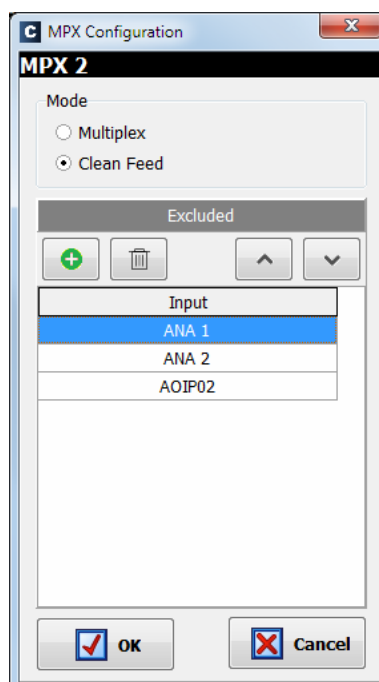 C MPX Configuration
MPX 2
Mode
Multiplex
Clean Feed
Excluded
Input
ANA 1
ANA 2
AOIP02
OK
Cancel